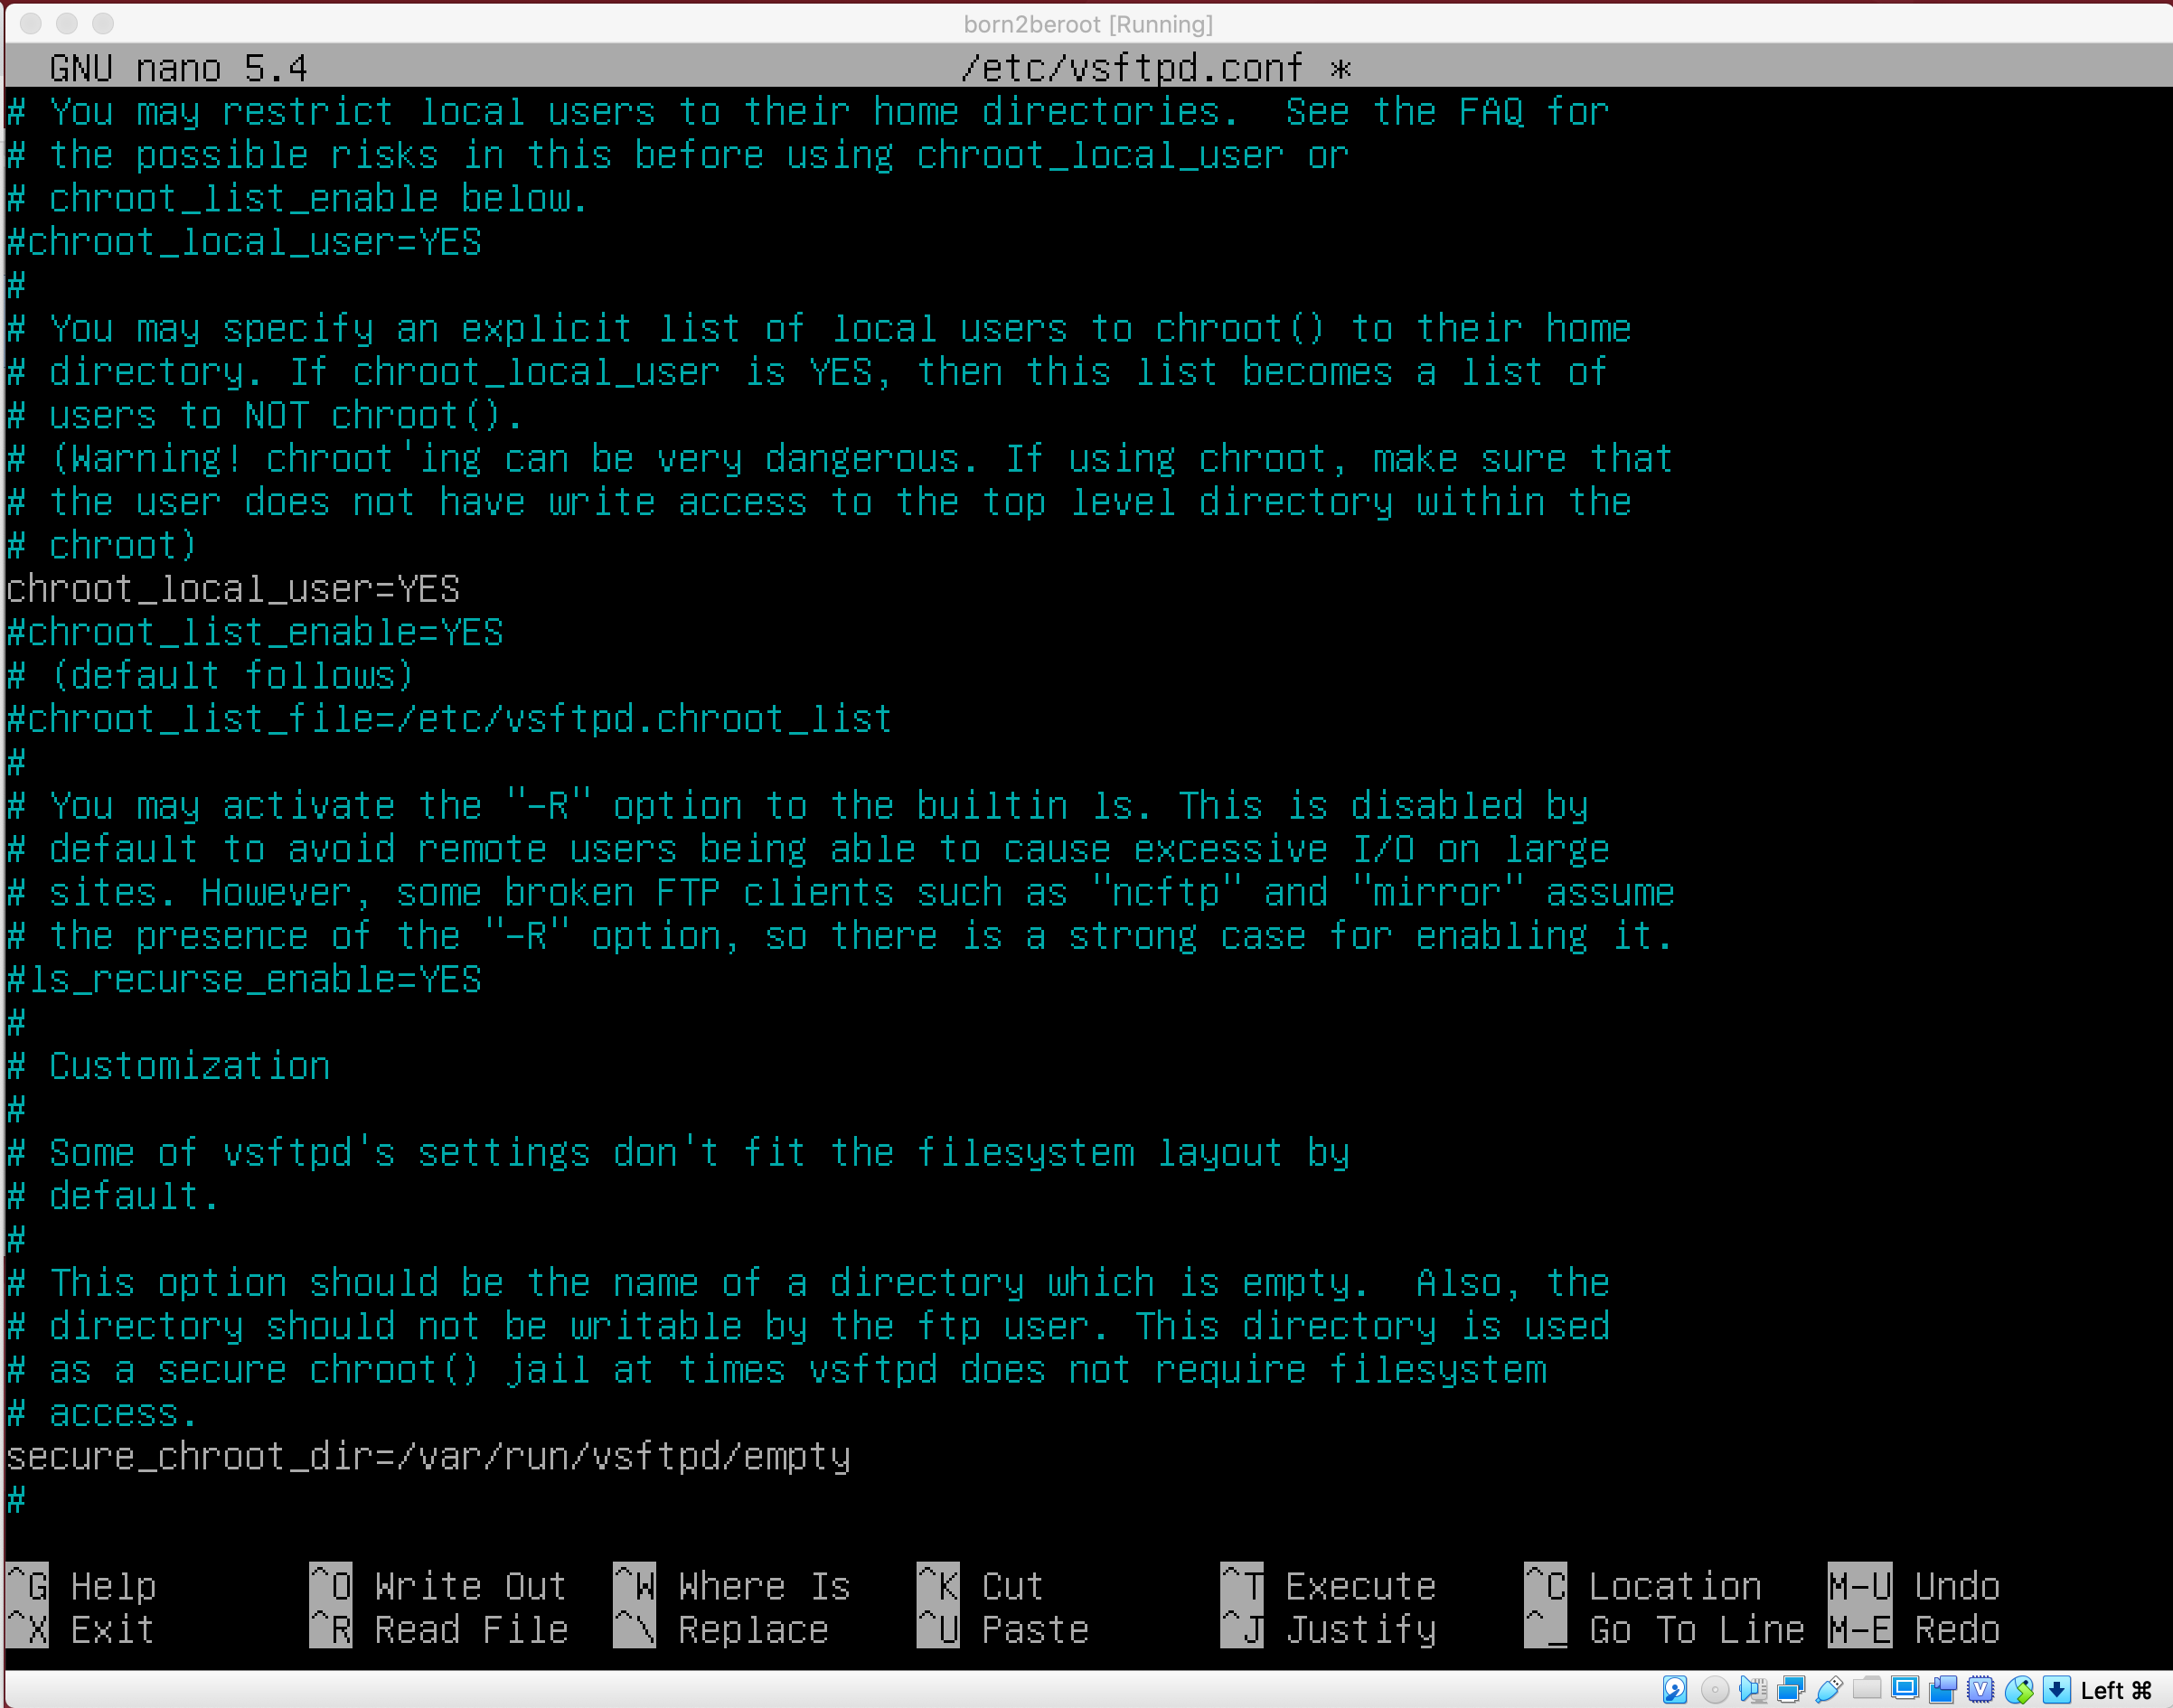 born2beroot [Running]
GNU nano 5.4 /etc/vsftpd.conf *
# You may restrict local users to their home directories.  See the FAQ for
# the possible risks in this before using chroot_local_user or
# chroot_list_enable below.
#chroot_local_user=YES
#
# You may specify an explicit list of local users to chroot() to their home
# directory. If chroot_local_user is YES, then this list becomes a list of
# users to NOT chroot().
# (Warning! chroot'ing can be very dangerous. If using chroot, make sure that
# the user does not have write access to the top level directory within the
# chroot)
chroot_local_user=YES
#chroot_list_enable=YES
# (default follows)
#chroot_list_file=/etc/vsftpd.chroot_list
#
# You may activate the "-R" option to the builtin ls. This is disabled by
# default to avoid remote users being able to cause excessive I/O on large
# sites. However, some broken FTP clients such as "ncftp" and "mirror" assume
# the presence of the "-R" option, so there is a strong case for enabling it.
#ls_recurse_enable=YES
#
# Customization
#
# Some of vsftpd's settings don't fit the filesystem layout by
# default.
#
# This option should be the name of a directory which is empty.  Also, the
# directory should not be writable by the ftp user. This directory is used
# as a secure chroot() jail at times vsftpd does not require filesystem
# access.
secure_chroot_dir=/var/run/vsftpd/empty
#
^G Help ^O Write Out ^W Where Is ^K Cut ^T Execute ^C Location M-U Undo
^X Exit ^R Read File ^\ Replace ^U Paste ^J Justify ^_ Go To Line M-E Redo
Left ⌘